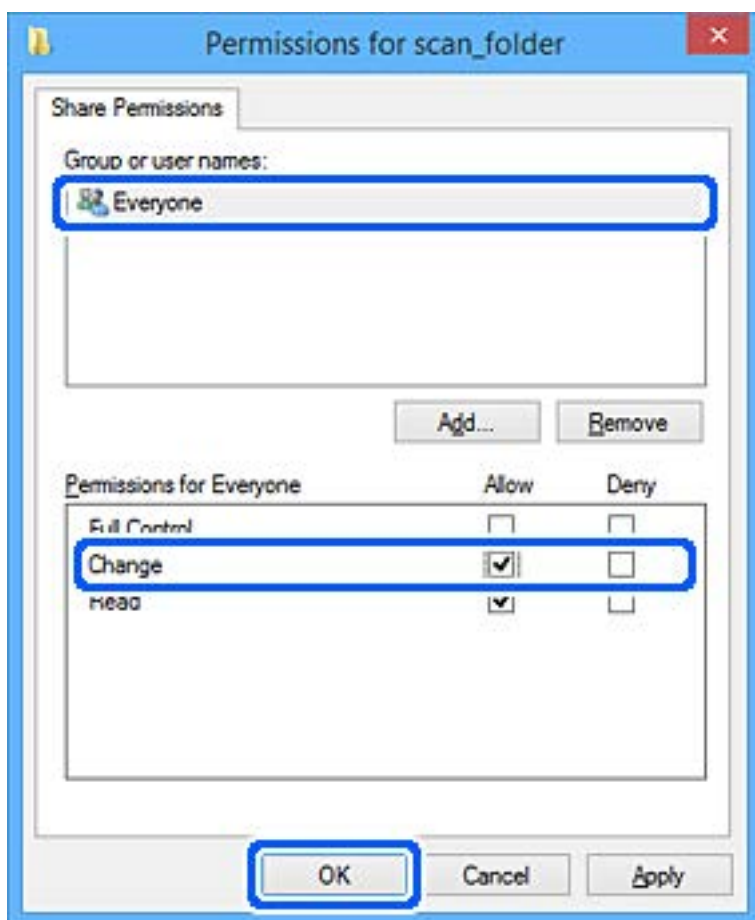 Permissions for scan_folder
Share Permissions
Group or user names:
Everyone
Add... Remove
Permissions for Everyone Allow Deny
Full Control
Change
Read
OK Cancel Apply